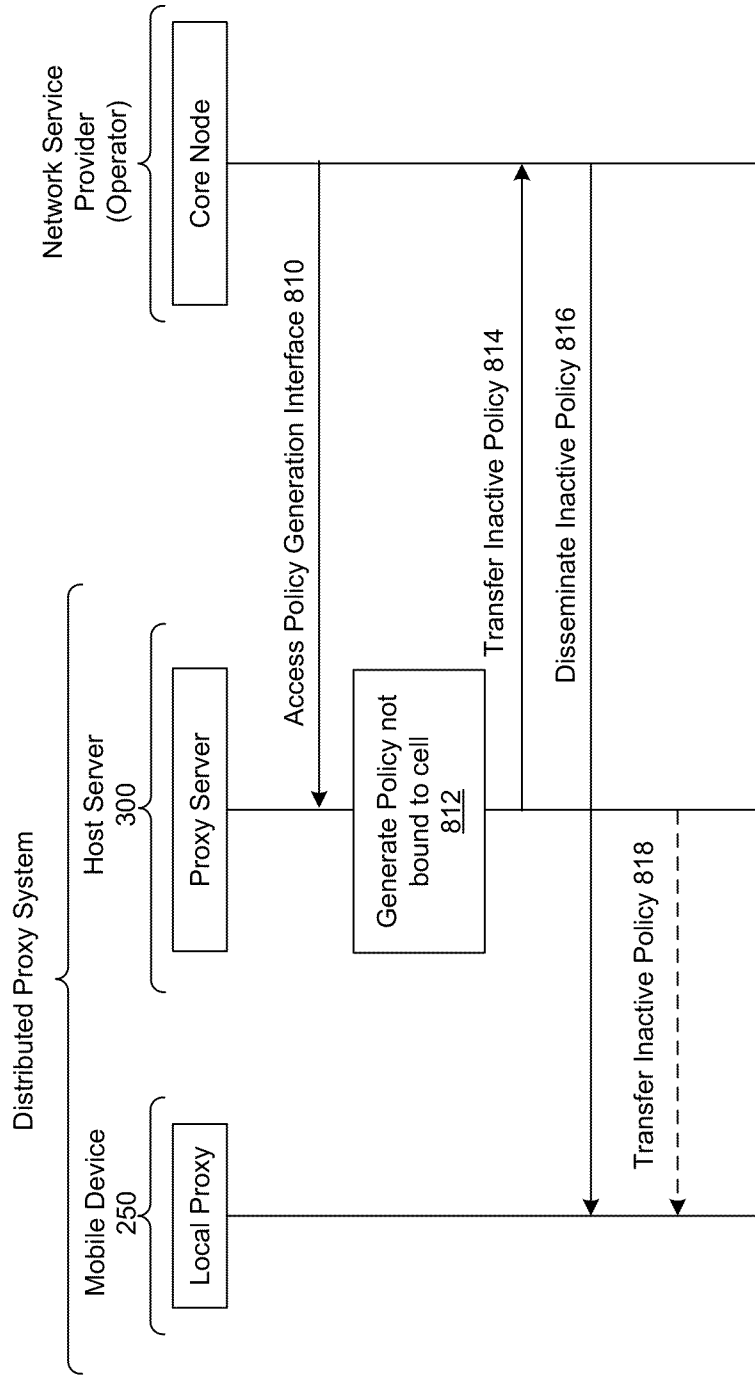 Distributed Proxy System
Mobile Device
250
Local Proxy
Host Server
300
Proxy Server
Network Service
Provider
(Operator)
Core Node
Access Policy Generation Interface 810
Generate Policy not
bound to cell
812
Transfer Inactive Policy 814
Disseminate Inactive Policy 816
Transfer Inactive Policy 818